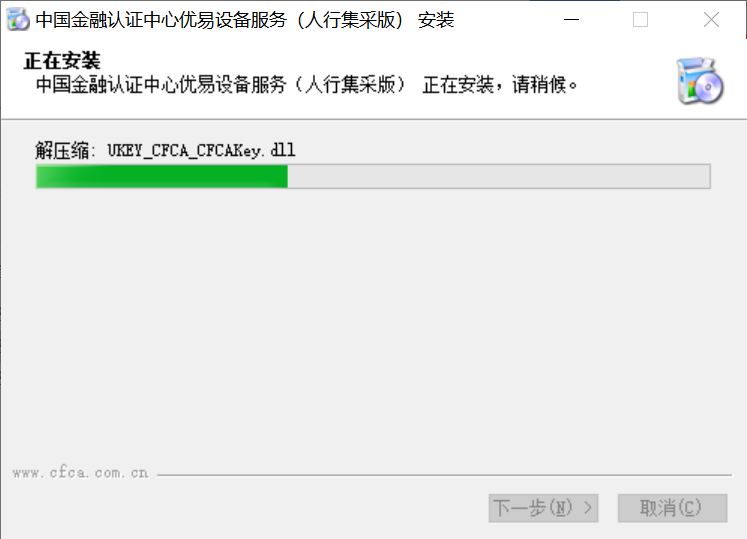 中国金融认证中心优易设备服务（人行集采版） 安装
正在安装
中国金融认证中心优易设备服务（人行集采版） 正在安装，请稍候。
解压缩: UKEY_CFCA_CFCAKey.dll
www.cfca.com.cn
下一步(N) >
取消(C)